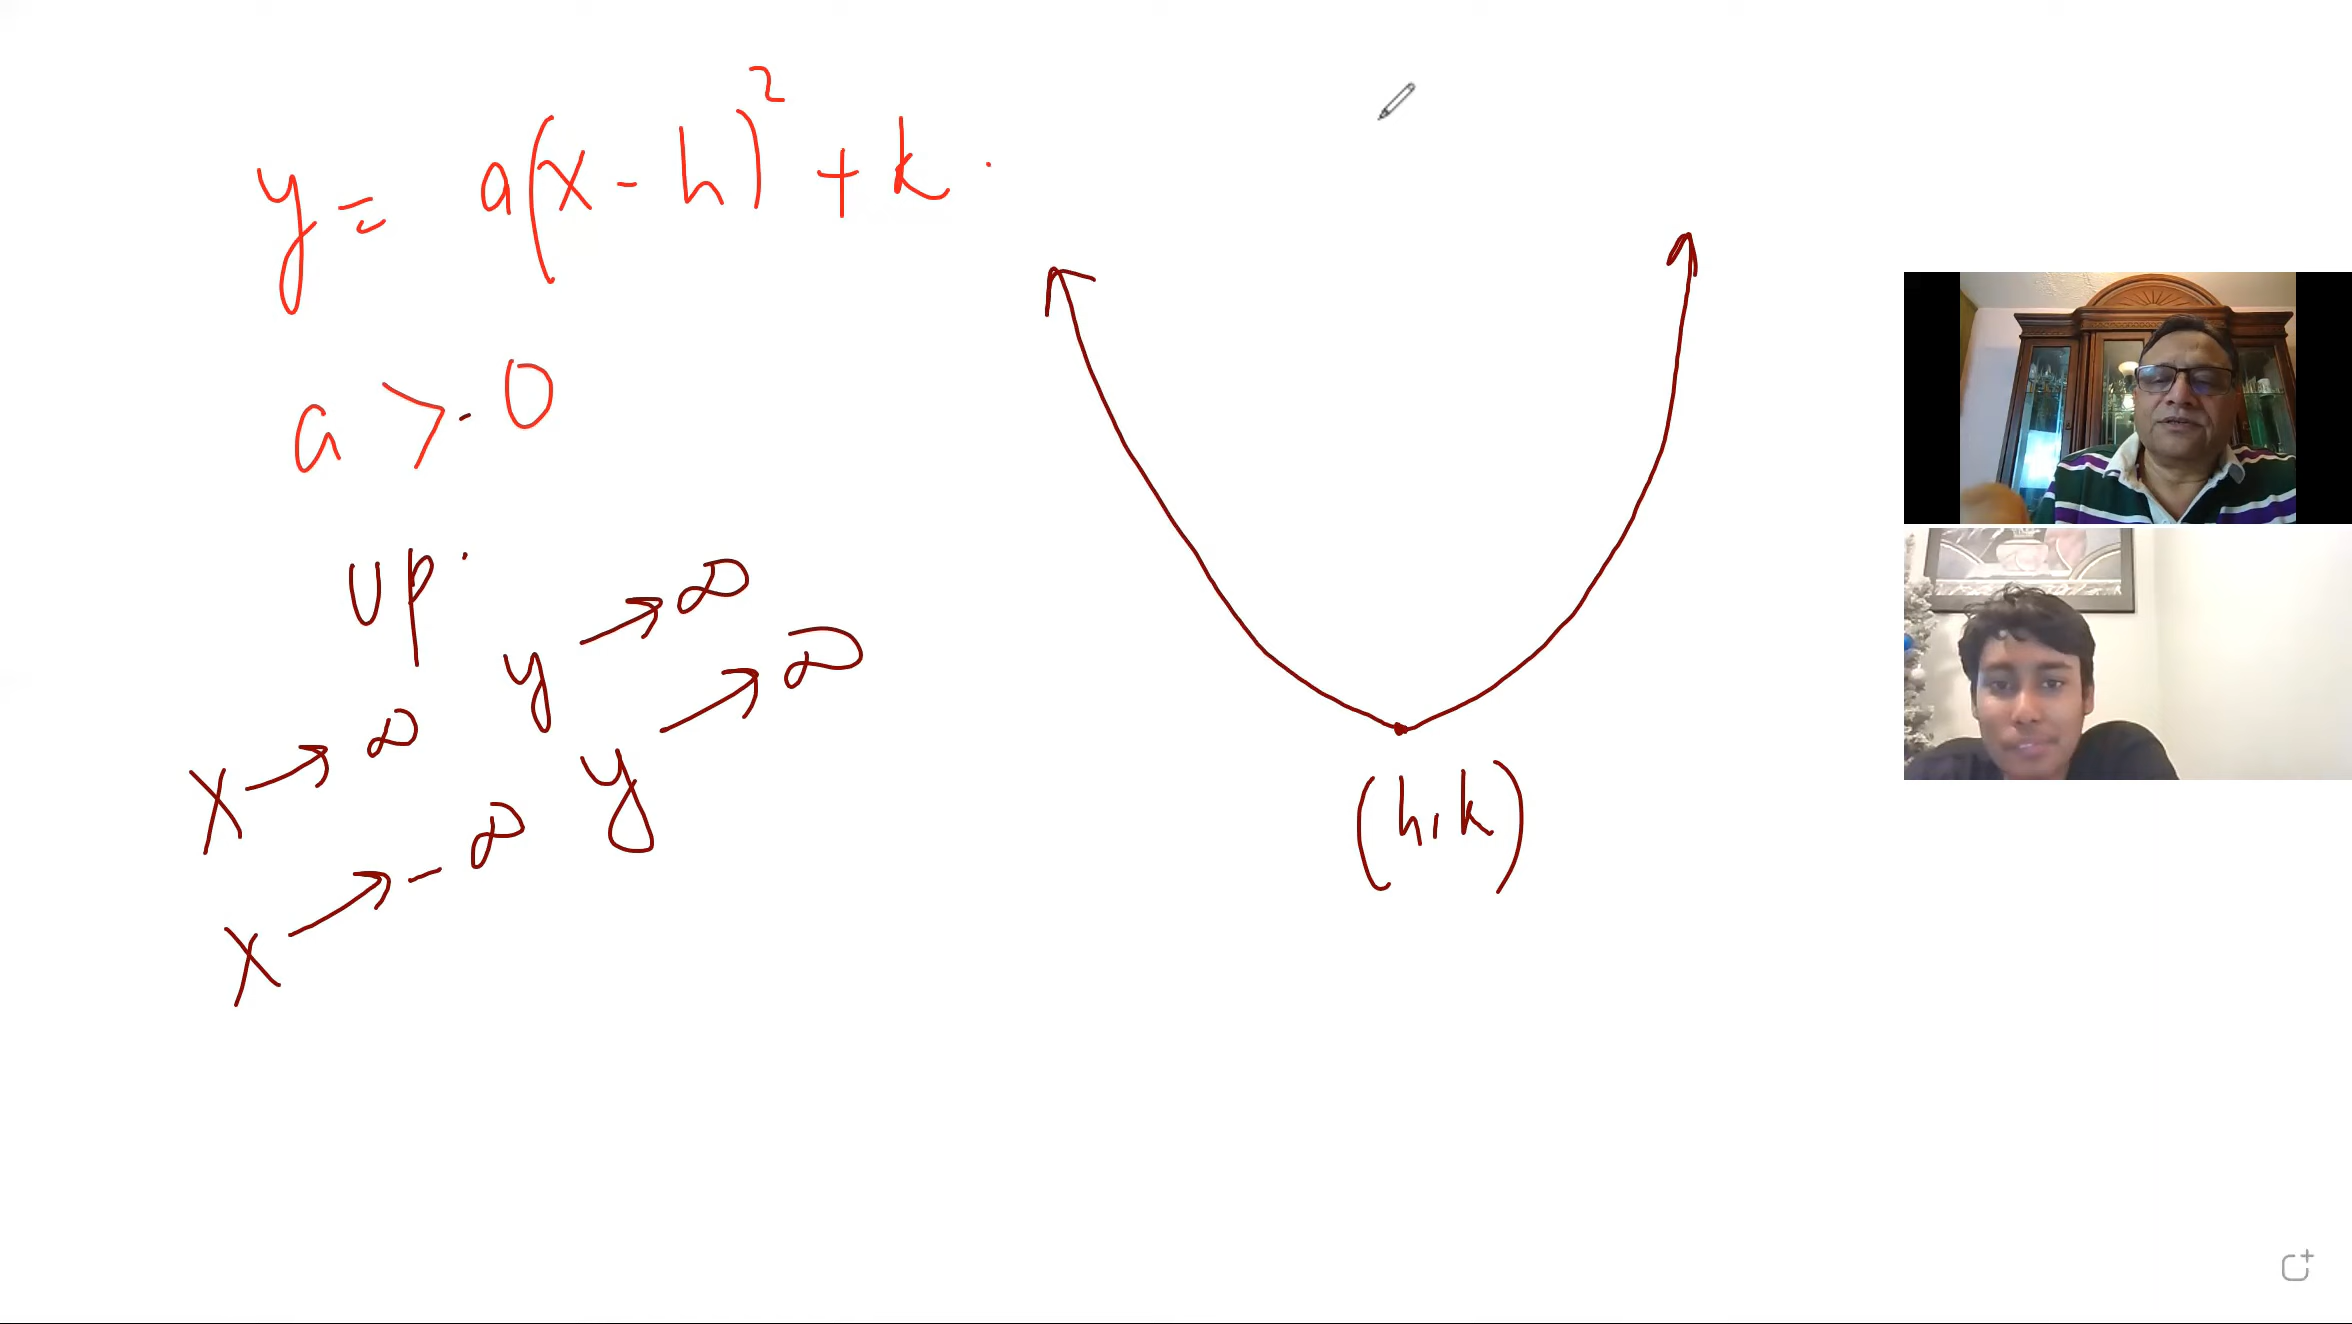 y = a(x - h)² + k.
a > 0
up.
x → ∞ y → ∞
x → -∞ y → ∞
(h,k)